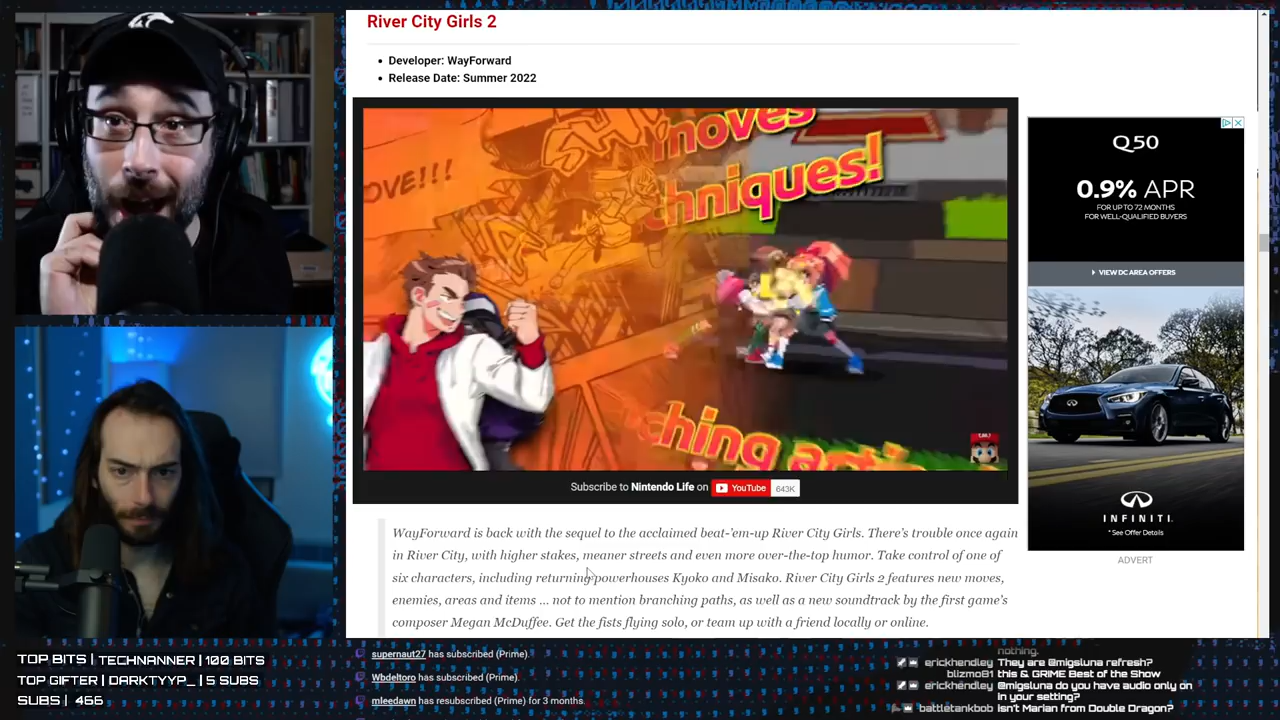 River City Girls 2
Developer: WayForward
Release Date: Summer 2022
moves
OVE!!!
chniques!
ching
Subscribe to Nintendo Life on YouTube 643K
WayForward is back with the sequel to the acclaimed beat-'em-up River City Girls. There's trouble once again
in River City, with higher stakes, meaner streets and even more over-the-top humor. Take control of one of
six characters, including returning powerhouses Kyoko and Misako. River City Girls 2 features new moves,
enemies, areas and items ... not to mention branching paths, as well as a new soundtrack by the first game's
composer Megan McDuffee. Get the fists flying solo, or team up with a friend locally or online.
Q50
0.9% APR
FOR UP TO 72 MONTHS
FOR WELL-QUALIFIED BUYERS
VIEW DC AREA OFFERS
INFINITI
*See Offer Details
ADVERT
TOP BITS | TECHNANNER | 100 BITS
TOP GIFTER | DARKTYYP_ | 5 SUBS
SUBS | 466
supernaut27 has subscribed (Prime).
Wbdeltoro has subscribed (Prime).
mleedawn has resubscribed (Prime) for 3 months.
nothing.
erickhendley They are @migsluna refresh?
blizmo81 this & GRIME Best of the Show
erickhendley @migsluna do you have audio only on
in your setting?
battletankbob Isn't Marian from Double Dragon?